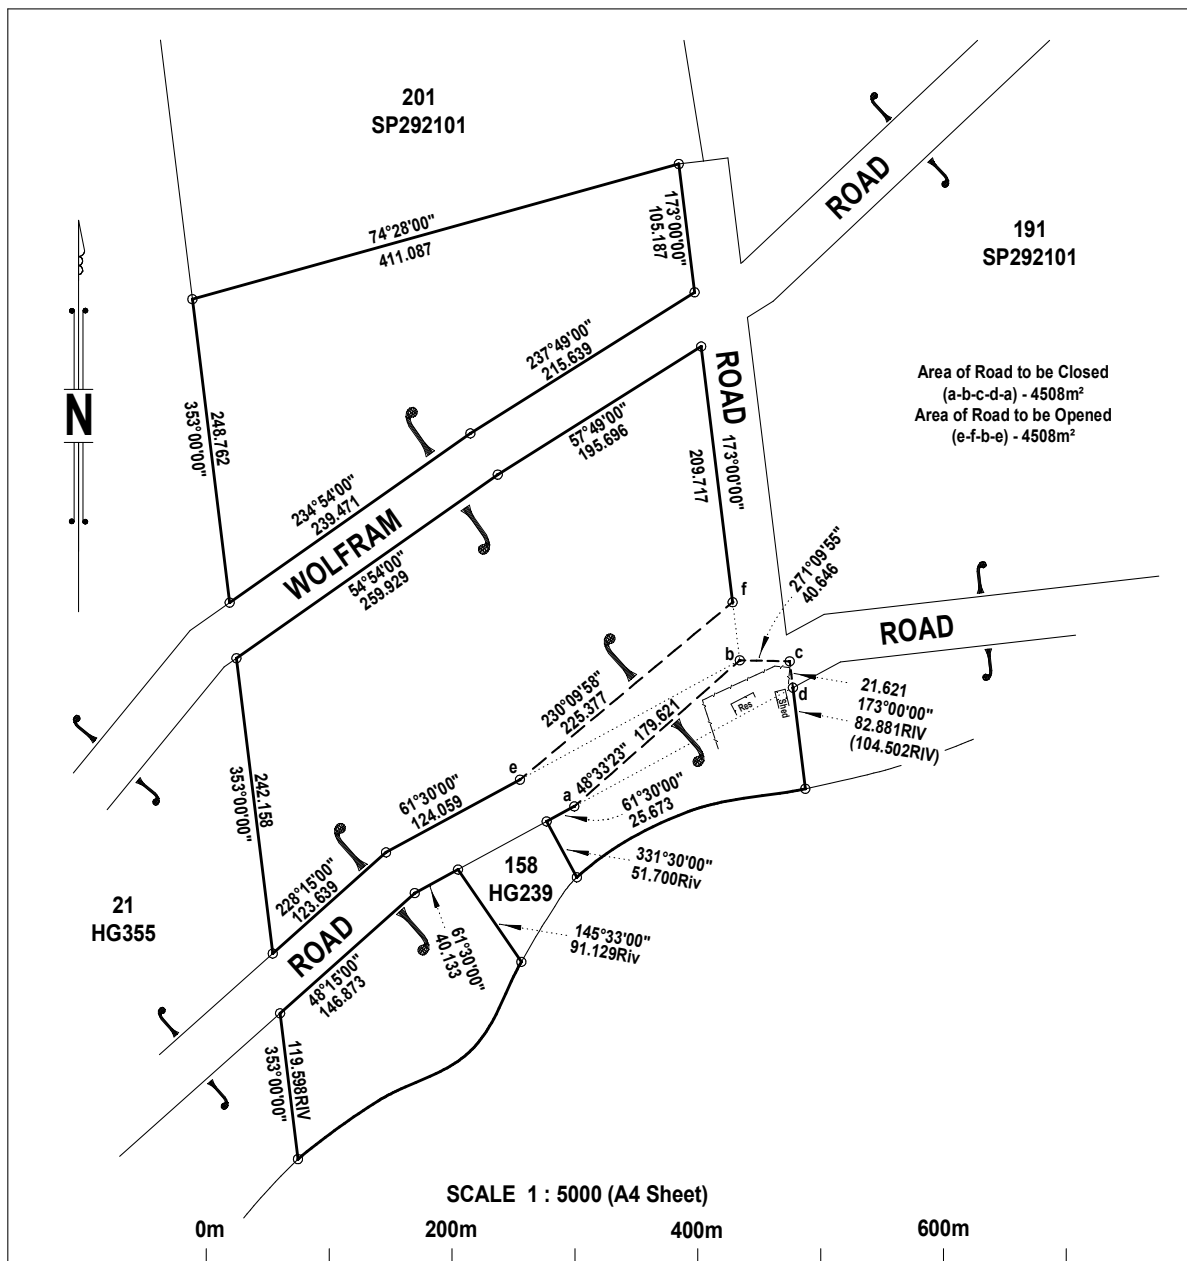 201
SP292101
ROAD
191
SP292101
74°28'00"
411.087
173°00'00"
105.187
237°49'00"
215.639
ROAD
Area of Road to be Closed
(a-b-c-d-a) - 4508m²
Area of Road to be Opened
(e-f-b-e) - 4508m²
N
248.762
353°00'00"
57°49'00"
195.696
209.717
173°00'00"
234°54'00"
239.471
WOLFRAM
54°54'00"
259.929
271°09'55"
40.646
f
ROAD
b
c
d
21.621
173°00'00"
82.881RIV
(104.502RIV)
Res
Shed
230°09'58"
225.377
48°33'23"
179.621
e
a
242.158
353°00'00"
61°30'00"
124.059
61°30'00"
25.673
331°30'00"
51.700Riv
158
HG239
21
HG355
228°15'00"
123.639
ROAD
48°15'00"
146.873
61°30'00"
40.133
145°33'00"
91.129Riv
119.598RIV
353°00'00"
SCALE 1 : 5000 (A4 Sheet)
0m 200m 400m 600m